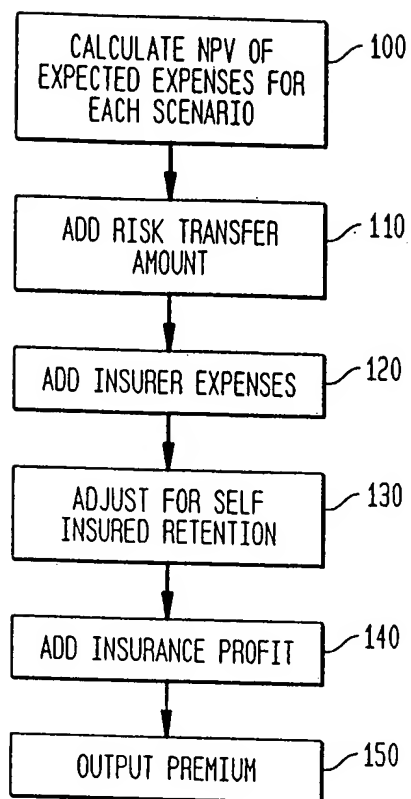 CALCULATE NPV OF
EXPECTED EXPENSES FOR
EACH SCENARIO
100
ADD RISK TRANSFER
AMOUNT
110
ADD INSURER EXPENSES
120
ADJUST FOR SELF
INSURED RETENTION
130
ADD INSURANCE PROFIT
140
OUTPUT PREMIUM
150